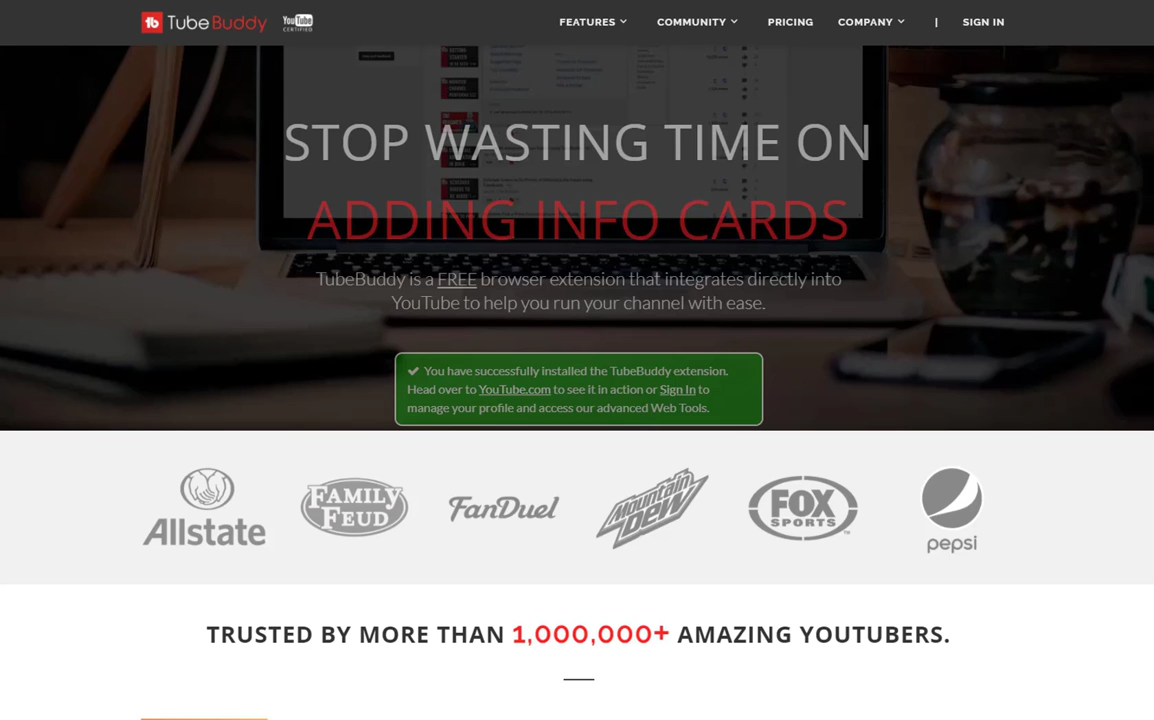 TubeBuddy
You Tube
CERTIFIED
FEATURES
COMMUNITY
PRICING
COMPANY
|
SIGN IN
STOP WASTING TIME ON
ADDING INFO CARDS
TubeBuddy is a FREE browser extension that integrates directly into
YouTube to help you run your channel with ease.
You have successfully installed the TubeBuddy extension.
Head over to YouTube.com to see it in action or Sign In to
manage your profile and access our advanced Web Tools.
Allstate
FAMILY
FEUD
FanDuel
Mountain
Dew
FOX
SPORTS
pepsi
TRUSTED BY MORE THAN 1,000,000+ AMAZING YOUTUBERS.